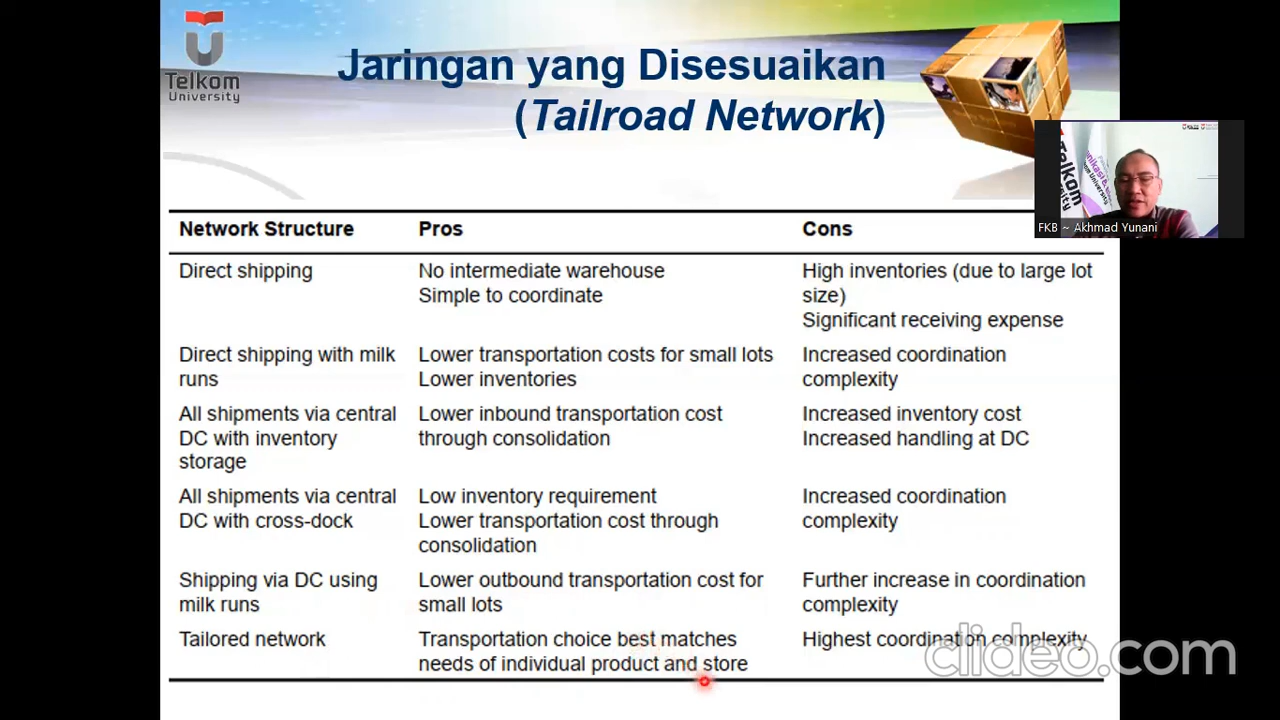 Telkom
University
Jaringan yang Disesuaikan
(Tailroad Network)
Telkom
University
FKB ~ Akhmad Yunani
Network Structure Pros Cons
Direct shipping No intermediate warehouse High inventories (due to large lot
Simple to coordinate size)
Significant receiving expense
Direct shipping with milk Lower transportation costs for small lots Increased coordination
runs Lower inventories complexity
All shipments via central Lower inbound transportation cost Increased inventory cost
DC with inventory through consolidation Increased handling at DC
storage
All shipments via central Low inventory requirement Increased coordination
DC with cross-dock Lower transportation cost through complexity
consolidation
Shipping via DC using Lower outbound transportation cost for Further increase in coordination
milk runs small lots complexity
Tailored network Transportation choice best matches Highest coordination complexity
needs of individual product and store
clideo.com